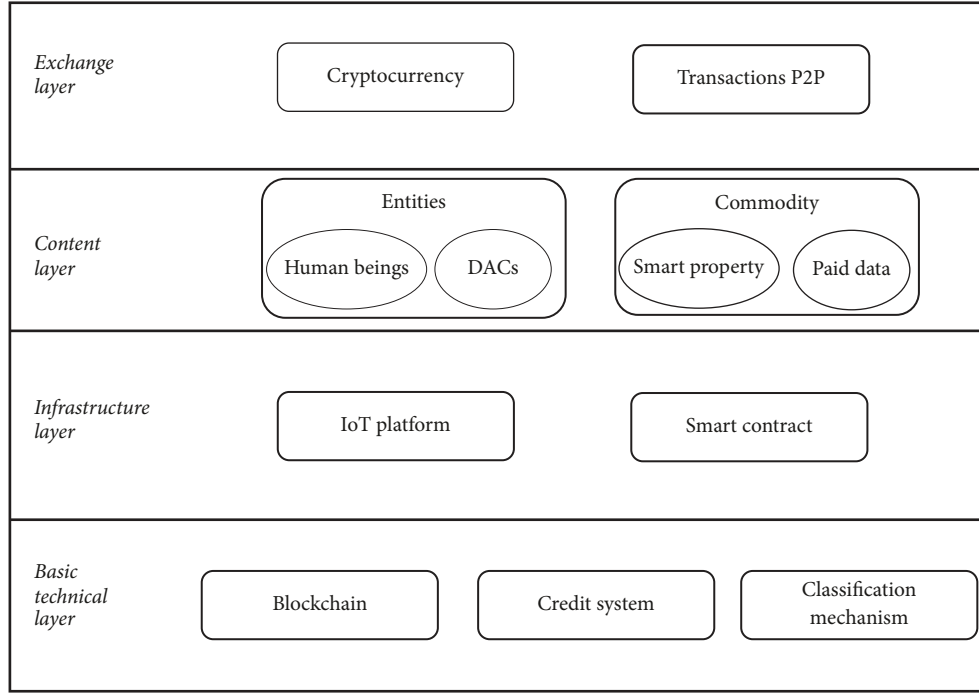 Exchange
layer
Cryptocurrency
Transactions P2P
Content
layer
Entities
Human beings
DACs
Commodity
Smart property
Paid data
Infrastructure
layer
IoT platform
Smart contract
Basic
technical
layer
Blockchain
Credit system
Classification
mechanism